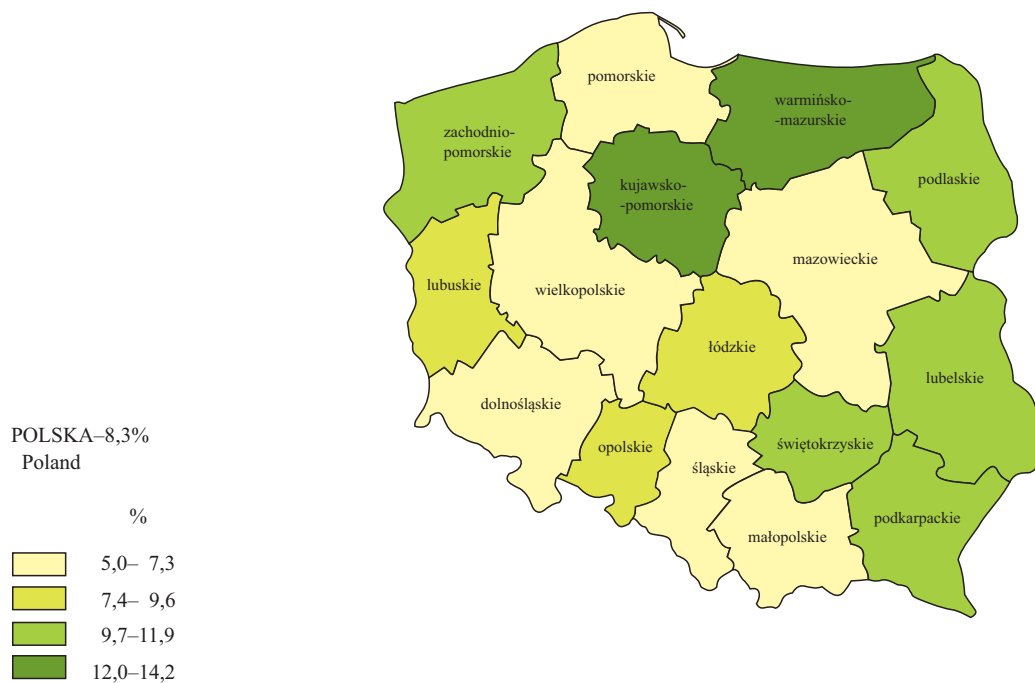 pomorskie
warmińsko-
-mazurskie
zachodnio-
pomorskie
podlaskie
kujawsko-
-pomorskie
mazowieckie
lubuskie
wielkopolskie
łódzkie
lubelskie
dolnośląskie
opolskie
świętokrzyskie
śląskie
podkarpackie
małopolskie
POLSKA–8,3%
Poland
%
5,0– 7,3
7,4– 9,6
9,7–11,9
12,0–14,2